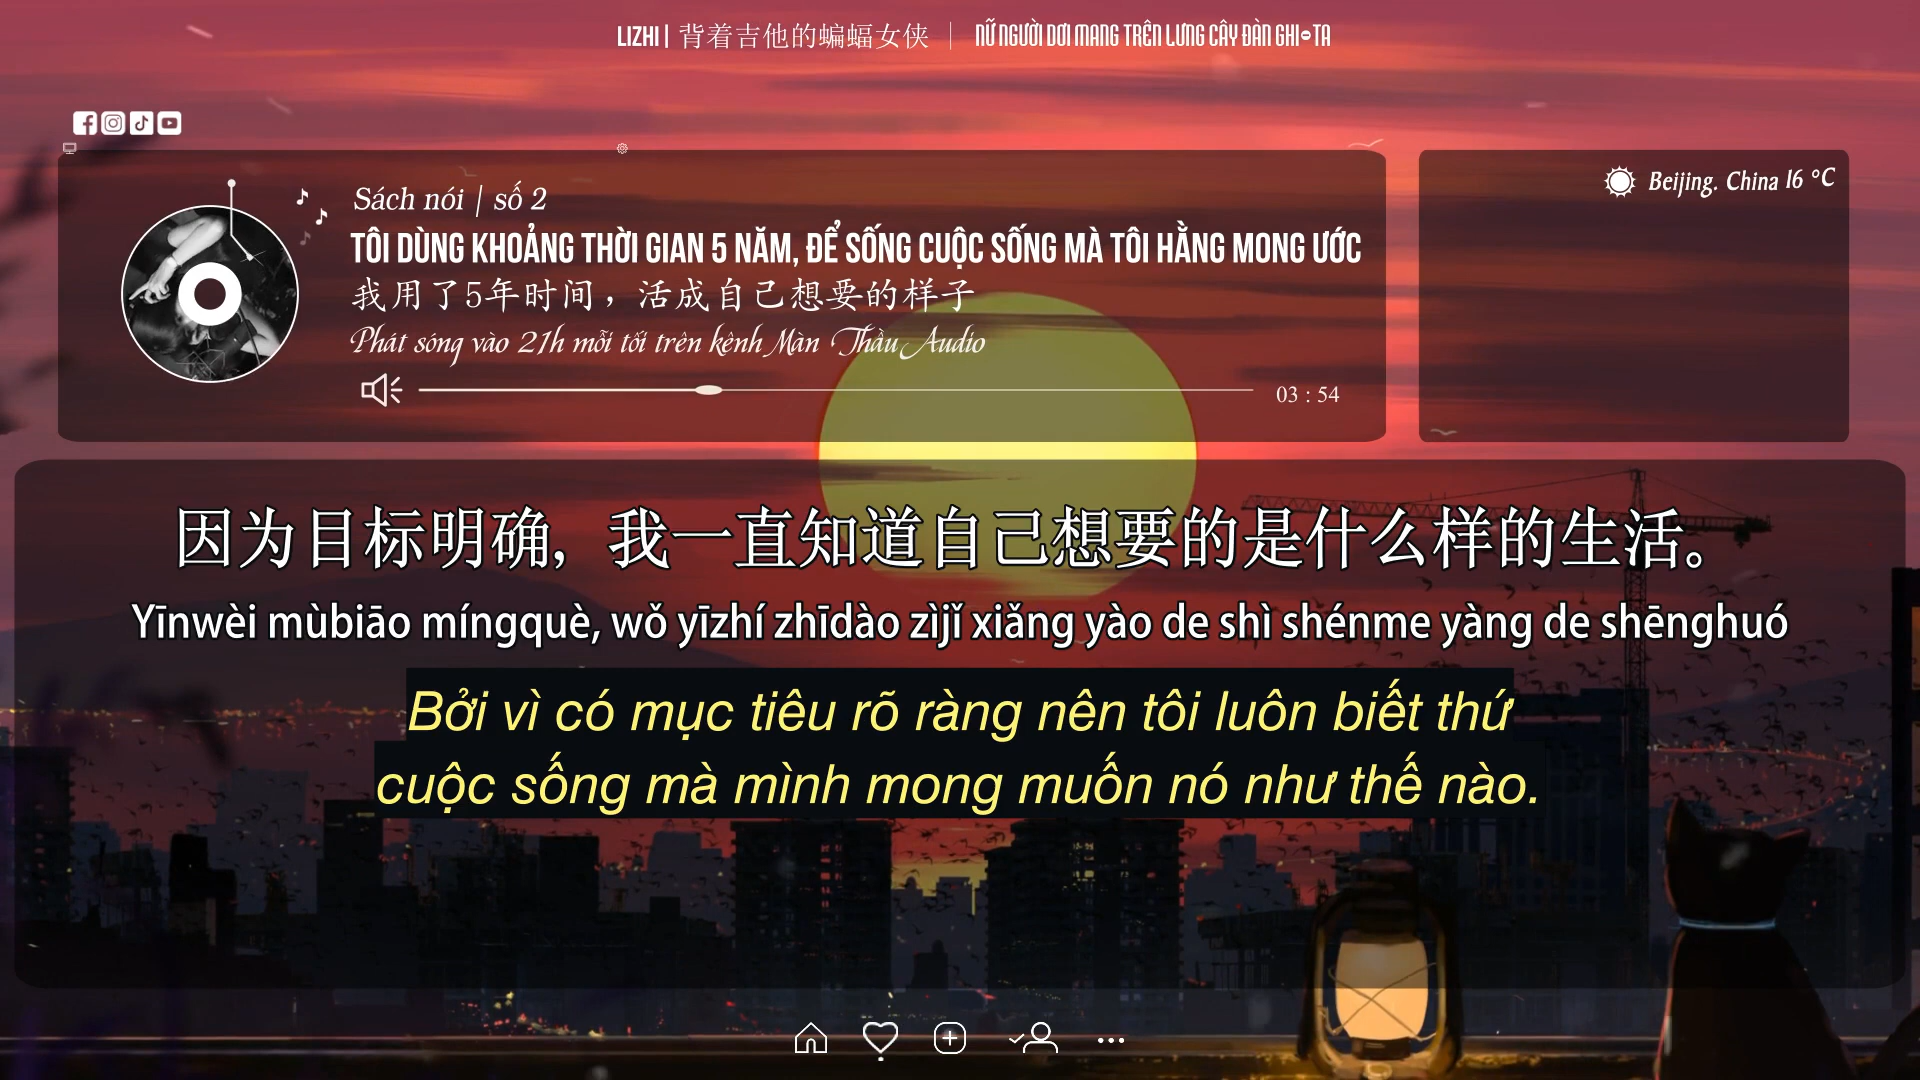 LIZHI | 背着吉他的蝙蝠女侠 | NỮ NGƯỜI DƠI MANG TRÊN LƯNG CÂY ĐÀN GHI-TA
Beijing. China 16 °C
Sách nói | số 2
TÔI DÙNG KHOẢNG THỜI GIAN 5 NĂM, ĐỂ SỐNG CUỘC SỐNG MÀ TÔI HẰNG MONG ƯỚC
我用了5年时间，活成自己想要的样子
Phát sóng vào 21h mỗi tối trên kênh Màn Thầu Audio
03 : 54
因为目标明确, 我一直知道自己想要的是什么样的生活。
Yīnwèi mùbiāo míngquè, wǒ yīzhí zhīdào zìjǐ xiǎng yào de shì shénme yàng de shēnghuó
Bởi vì có mục tiêu rõ ràng nên tôi luôn biết thứ
cuộc sống mà mình mong muốn nó như thế nào.